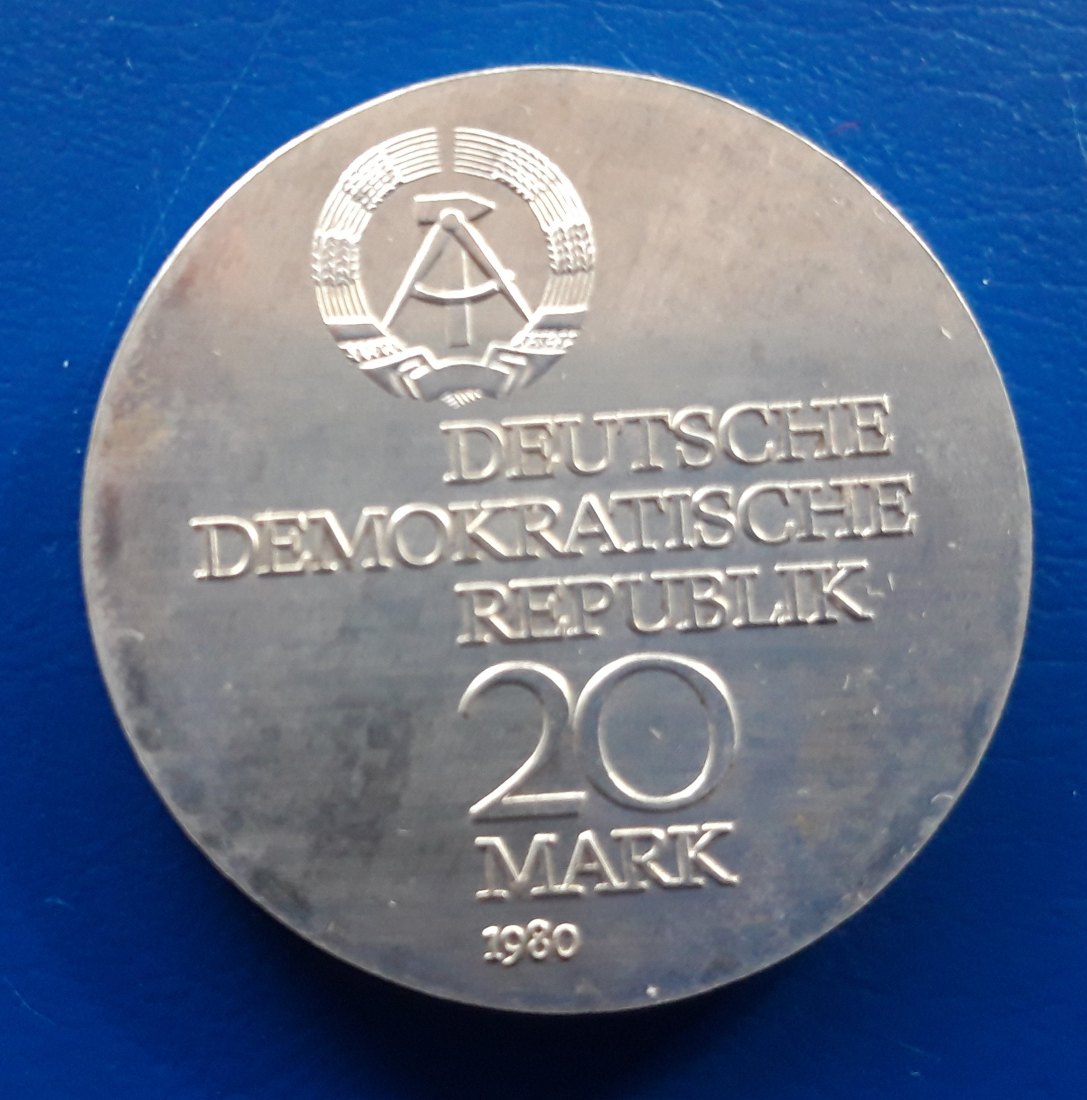 DEUTSCHE
DEMOKRATISCHE
REPUBLIK
20
MARK
1980